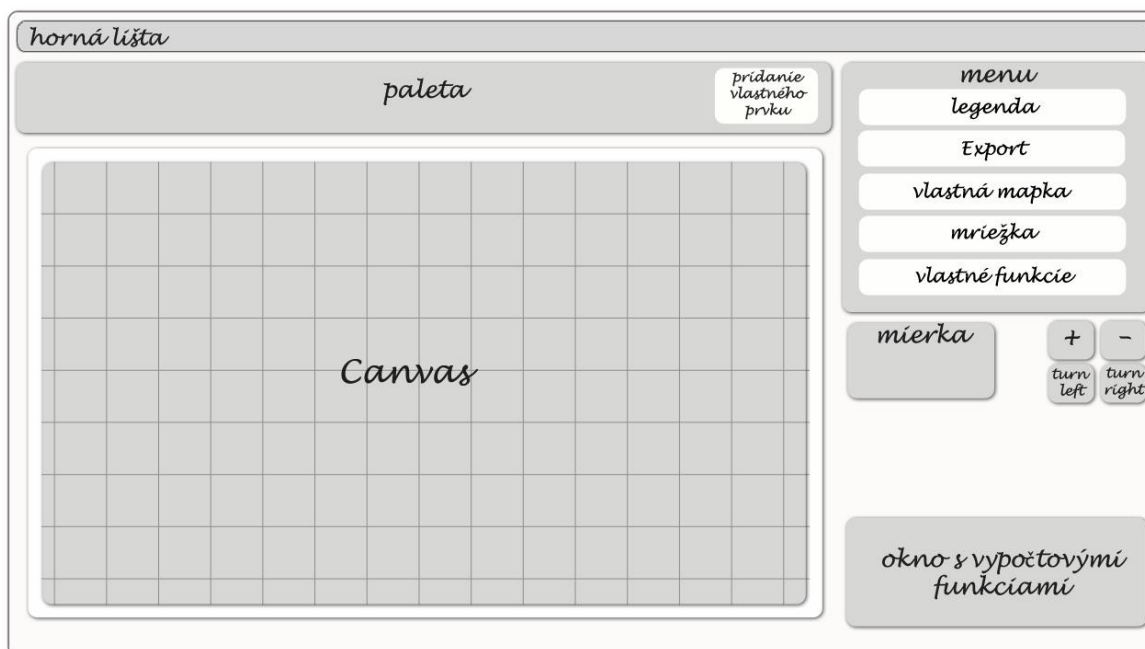 horná lišta
paleta
pridanie
vlastného
prvku
menu
legenda
Export
vlastná mapka
mriežka
vlastné funkcie
Canvas
mierka
+
-
turn
left
turn
right
okno s vypočtovými
funkciami